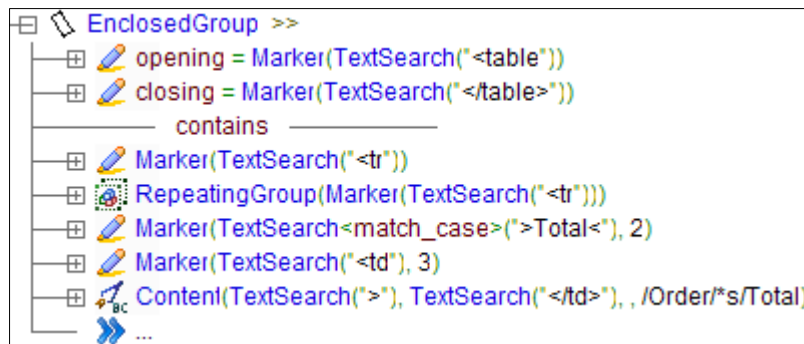 EnclosedGroup >>
opening = Marker(TextSearch("<table"))
closing = Marker(TextSearch("</table>"))
contains
Marker(TextSearch("<tr"))
RepeatingGroup(Marker(TextSearch("<tr")))
Marker(TextSearch<match_case>(">Total<"), 2)
Marker(TextSearch("<td"), 3)
Content(TextSearch(">"), TextSearch("</td>"), , /Order/*s/Total)
...